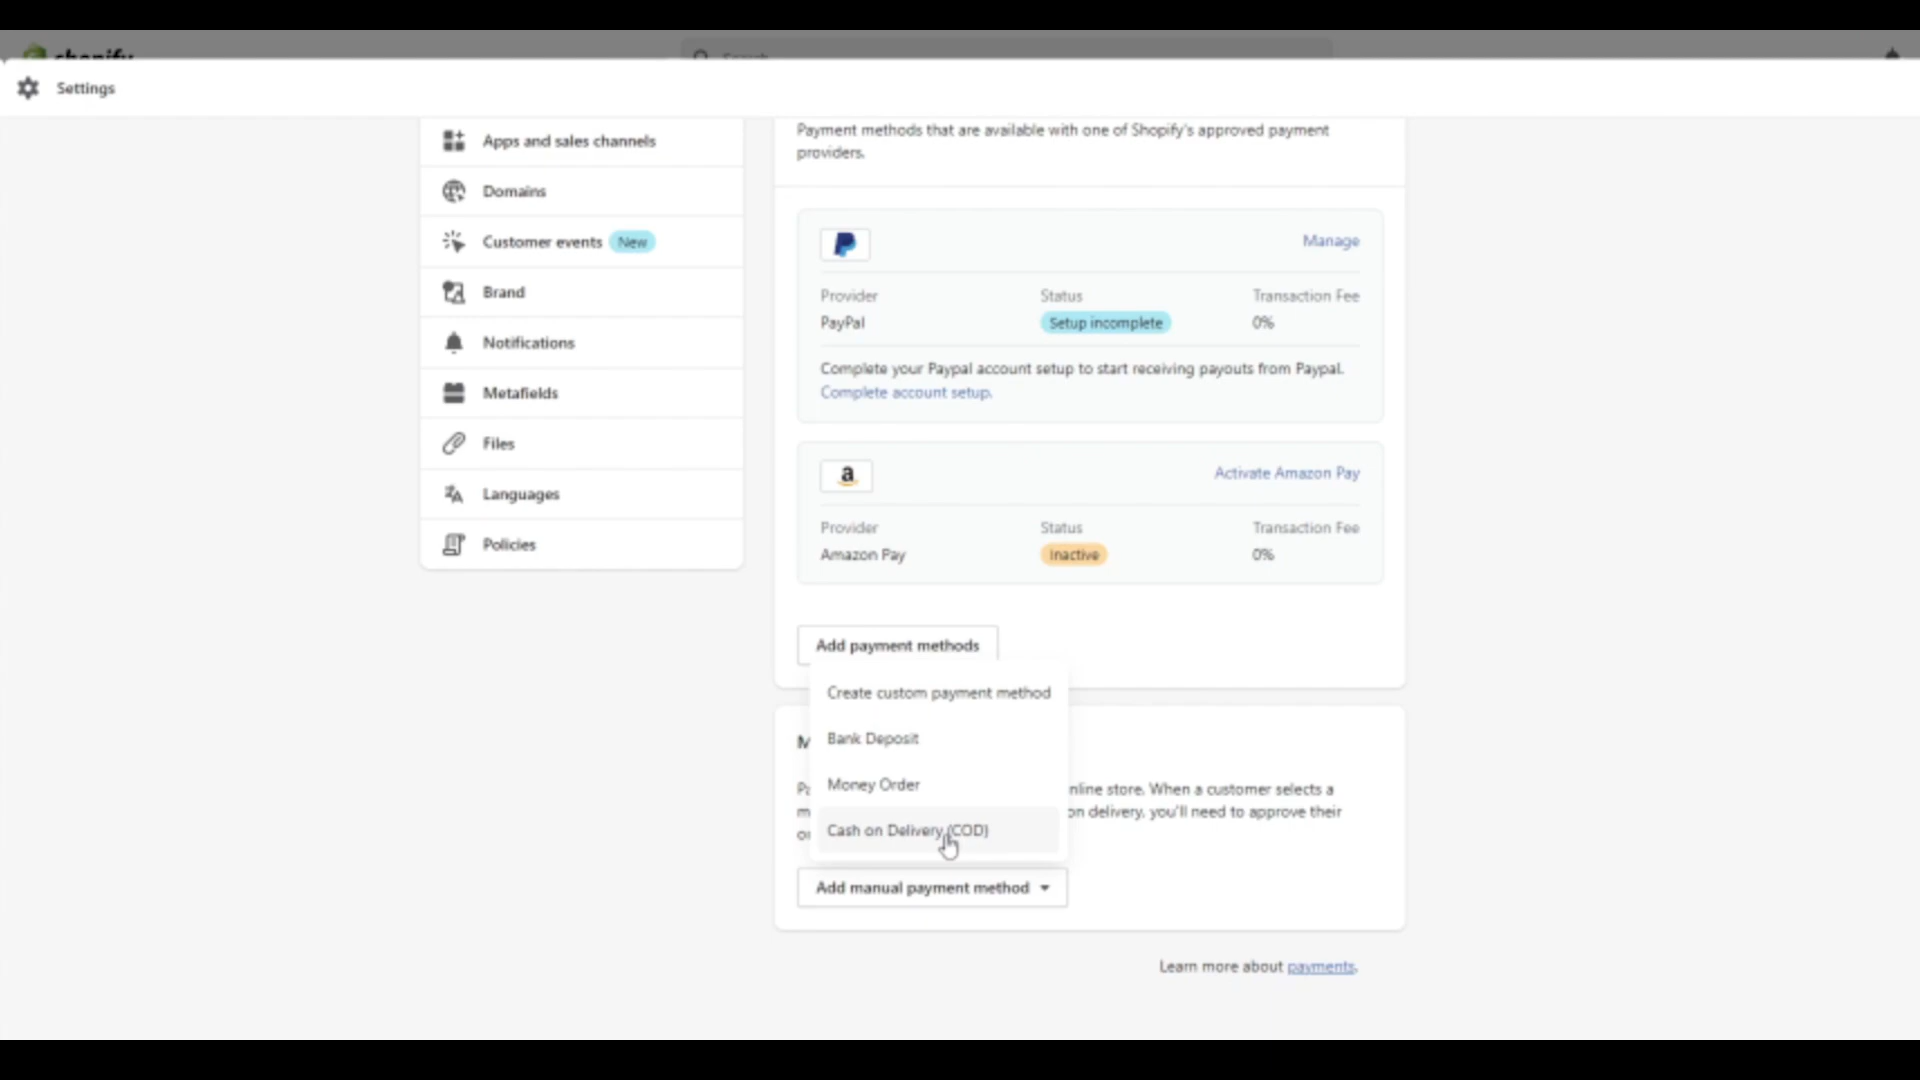 Settings
Apps and sales channels
Domains
Customer events New
Brand
Notifications
Metafields
Files
Languages
Policies
Payment methods that are available with one of Shopify's approved payment
providers.
Manage
Provider Status Transaction Fee
PayPal Setup incomplete 0%
Complete your Paypal account setup to start receiving payouts from Paypal.
Complete account setup.
a
Activate Amazon Pay
Provider Status Transaction Fee
Amazon Pay Inactive 0%
Add payment methods
Create custom payment method
Bank Deposit
Money Order
Cash on Delivery (COD)
nline store. When a customer selects a
on delivery, you'll need to approve their
Add manual payment method
Learn more about payments.